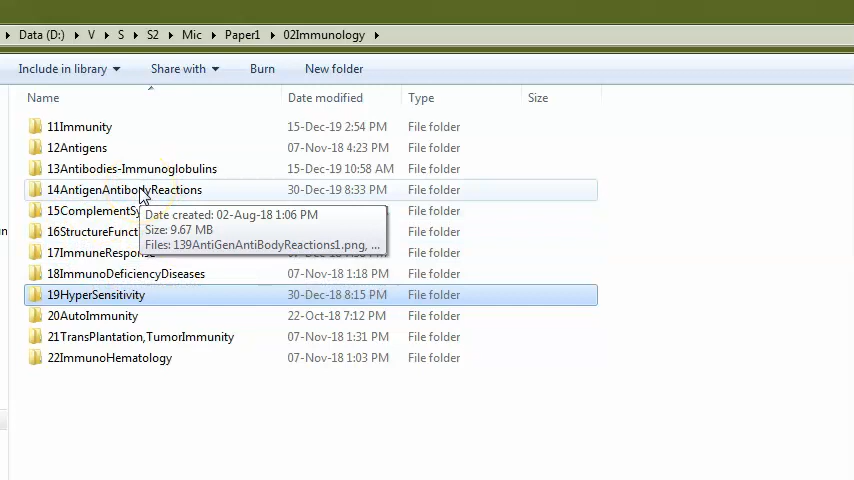 Data (D:) V S S2 Mic Paper1 02Immunology
Include in library Share with Burn New folder
Name Date modified Type Size
11Immunity 15-Dec-19 2:54 PM File folder
12Antigens 07-Nov-18 4:23 PM File folder
13Antibodies-Immunoglobulins 15-Dec-19 10:58 AM File folder
14AntigenAntibodyReactions 30-Dec-19 8:33 PM File folder
File folder
Date created: 02-Aug-18 1:06 PM
File folder
Size: 9.67 MB
Files: 139AntiGenAntiBodyReactions1.png, ...
File folder
18ImmunoDeficiencyDiseases 07-Nov-18 1:18 PM File folder
19HyperSensitivity 30-Dec-18 8:15 PM File folder
20AutoImmunity 22-Oct-18 7:12 PM File folder
21TransPlantation,TumorImmunity 07-Nov-18 1:31 PM File folder
22ImmunoHematology 07-Nov-18 1:03 PM File folder